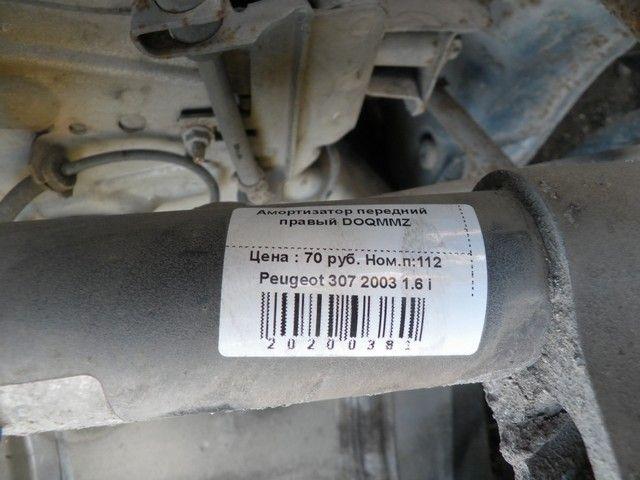 Амортизатор передний
правый DOQMMZ
Цена : 70 руб. Ном.п:112
Peugeot 307 2003 1.6 i
20200381